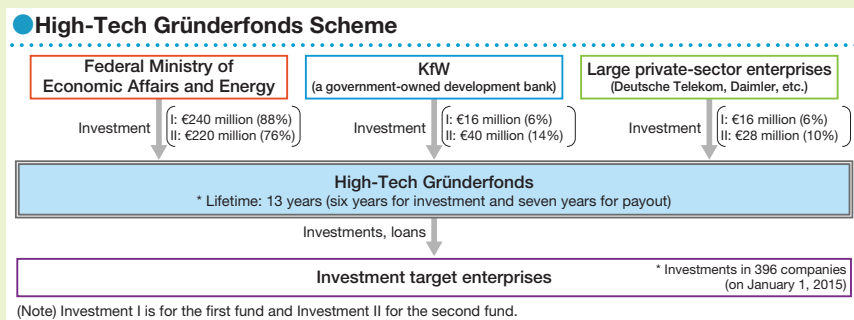 High-Tech Gründerfonds Scheme
Federal Ministry of
Economic Affairs and Energy
KfW
(a government-owned development bank)
Large private-sector enterprises
(Deutsche Telekom, Daimler, etc.)
Investment
I: €240 million (88%)
II: €220 million (76%)
Investment
I: €16 million (6%)
II: €40 million (14%)
Investment
I: €16 million (6%)
II: €28 million (10%)
High-Tech Gründerfonds
* Lifetime: 13 years (six years for investment and seven years for payout)
Investments, loans
Investment target enterprises
* Investments in 396 companies
(on January 1, 2015)
(Note) Investment I is for the first fund and Investment II for the second fund.